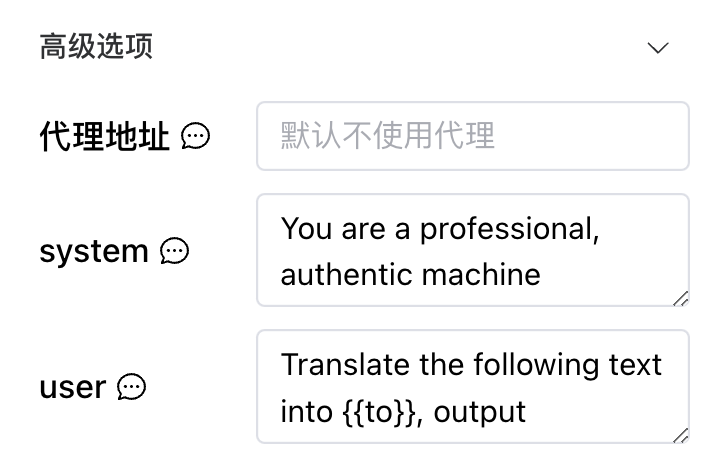 高级选项
代理地址
默认不使用代理
system
You are a professional,
authentic machine
user
Translate the following text
into {{to}}, output